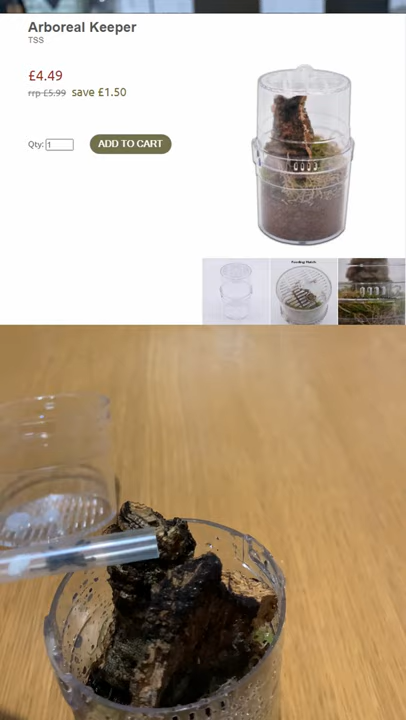 Arboreal Keeper
TSS
£4.49
rrp £5.99 save £1.50
Qty: 1 ADD TO CART
Feeding Hatch